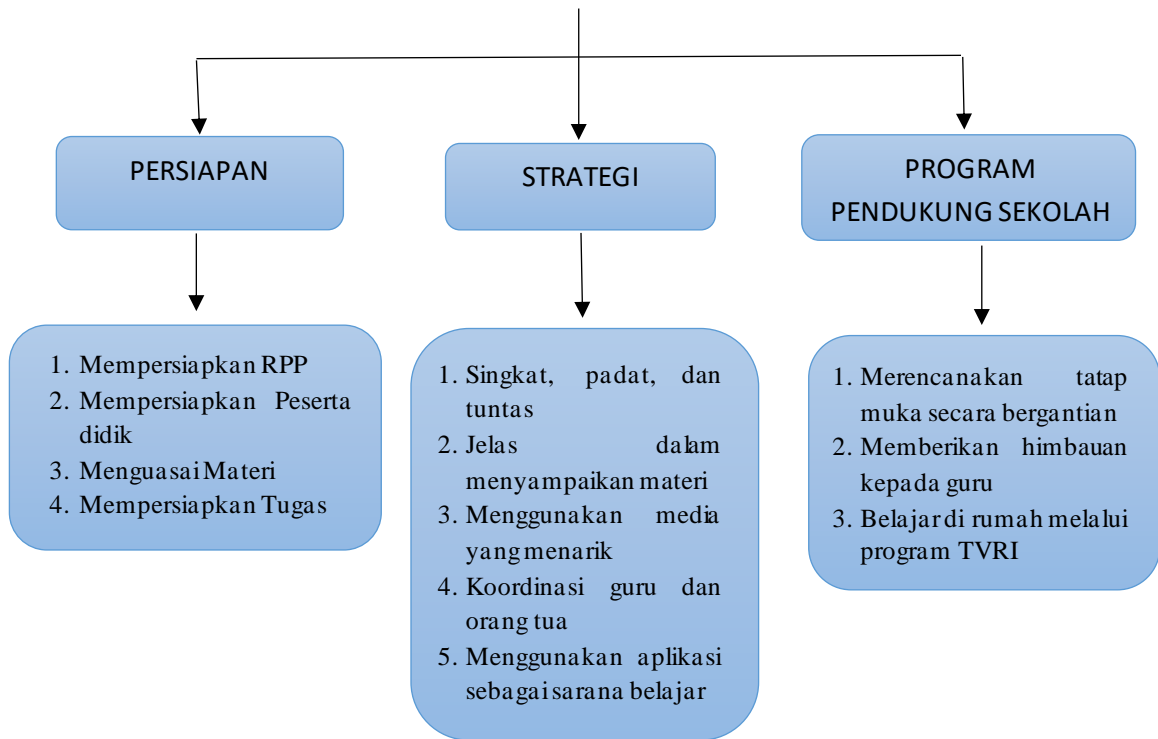 PERSIAPAN
STRATEGI
PROGRAM
PENDUKUNG SEKOLAH
1. Mempersiapkan RPP
2. Mempersiapkan Peserta
didik
3. Menguasai Materi
4. Mempersiapkan Tugas
1. Singkat, padat, dan
tuntas
2. Jelas dalam
menyampaikan materi
3. Menggunakan media
yang menarik
4. Koordinasi guru dan
orang tua
5. Menggunakan aplikasi
sebagai sarana belajar
1. Merencanakan tatap
muka secara bergantian
2. Memberikan himbauan
kepada guru
3. Belajar di rumah melalui
program TVRI